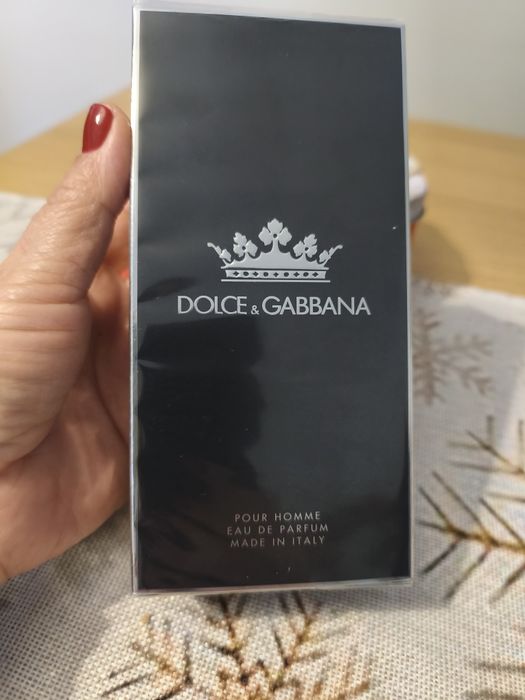 DOLCE & GABBANA
POUR HOMME
EAU DE PARFUM
MADE IN ITALY